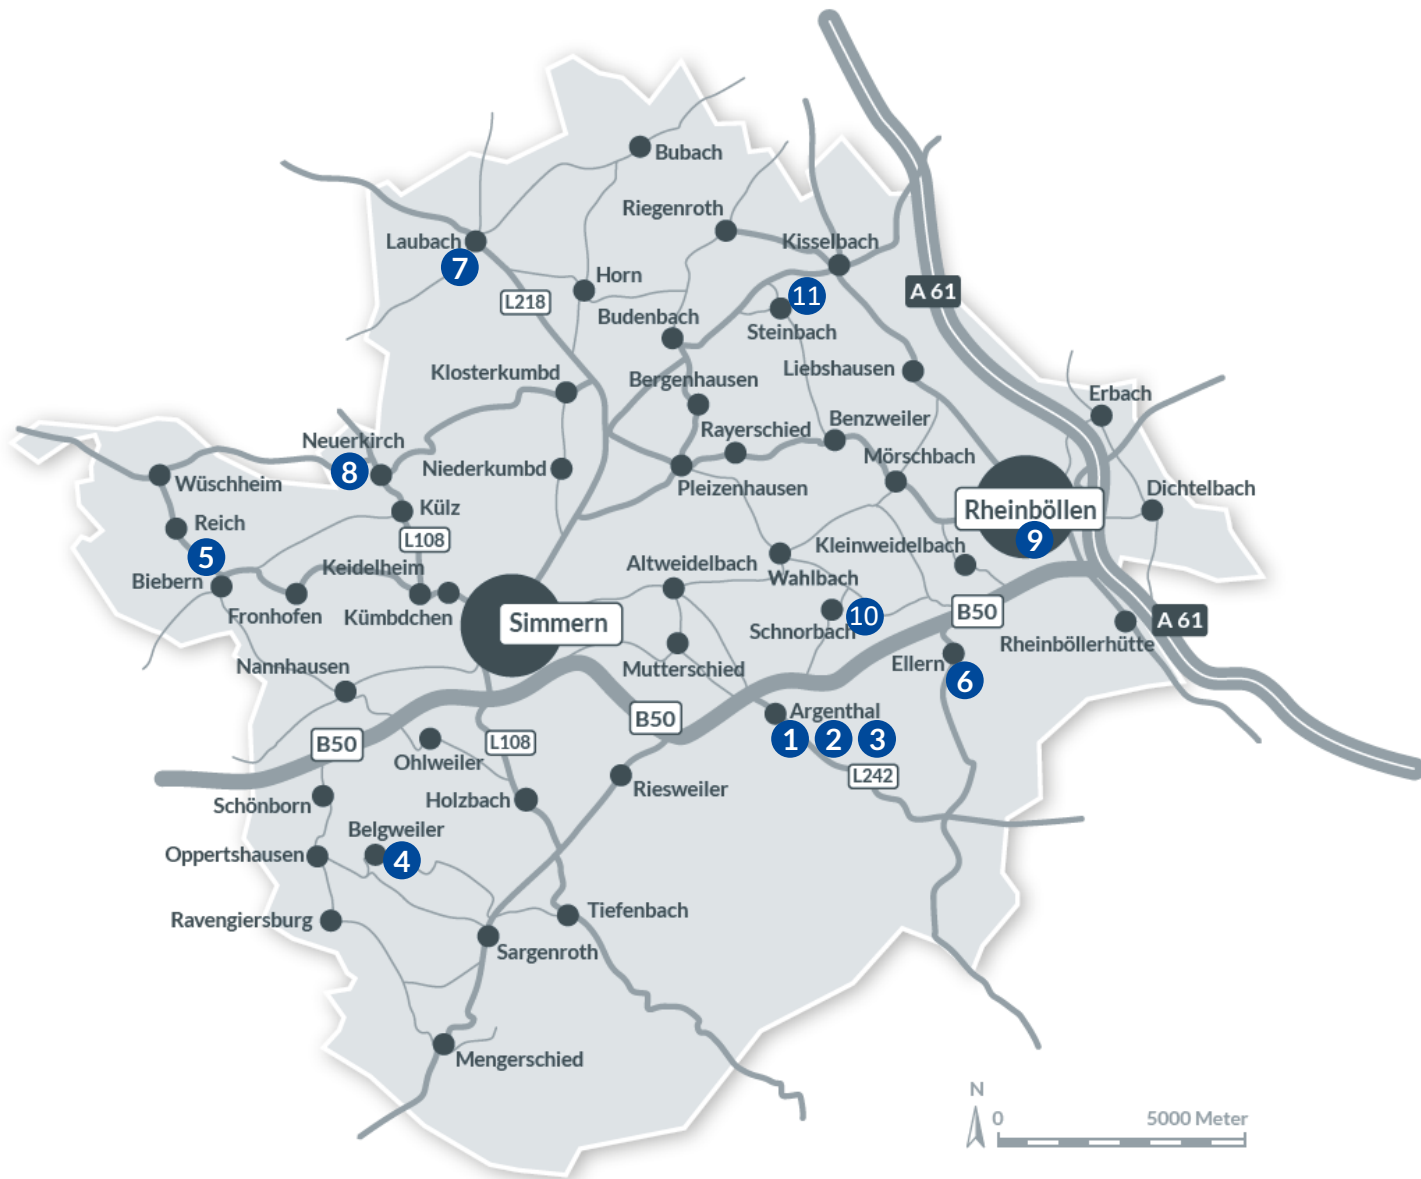 Bubach
Riegenroth
Laubach
7
Kisselbach
Horn
L218
A 61
11
Budenbach
Steinbach
Klosterkumbd
Bergenhausen
Liebshausen
Erbach
Neuerkirch
8
Rayerschied
Benzweiler
Niederkumbd
Mörschbach
Wüschheim
Pleizenhausen
Dichtelbach
Külz
Rheinböllen
9
Reich
5
L108
Kleinweidelbach
Biebern
Keidelheim
Altweidelbach
Wahlbach
Fronhofen
Kümbdchen
Simmern
10
Schnorbach
B50
A 61
Rheinböllerhütte
Nannhausen
Mutterschied
Ellern
6
Argenthal
1
2
3
B50
B50
L108
Ohlweiler
L242
Schönborn
Holzbach
Riesweiler
Belgweiler
4
Oppertshausen
Ravengiersburg
Tiefenbach
Sargenroth
Mengerschied
N
0
5000 Meter